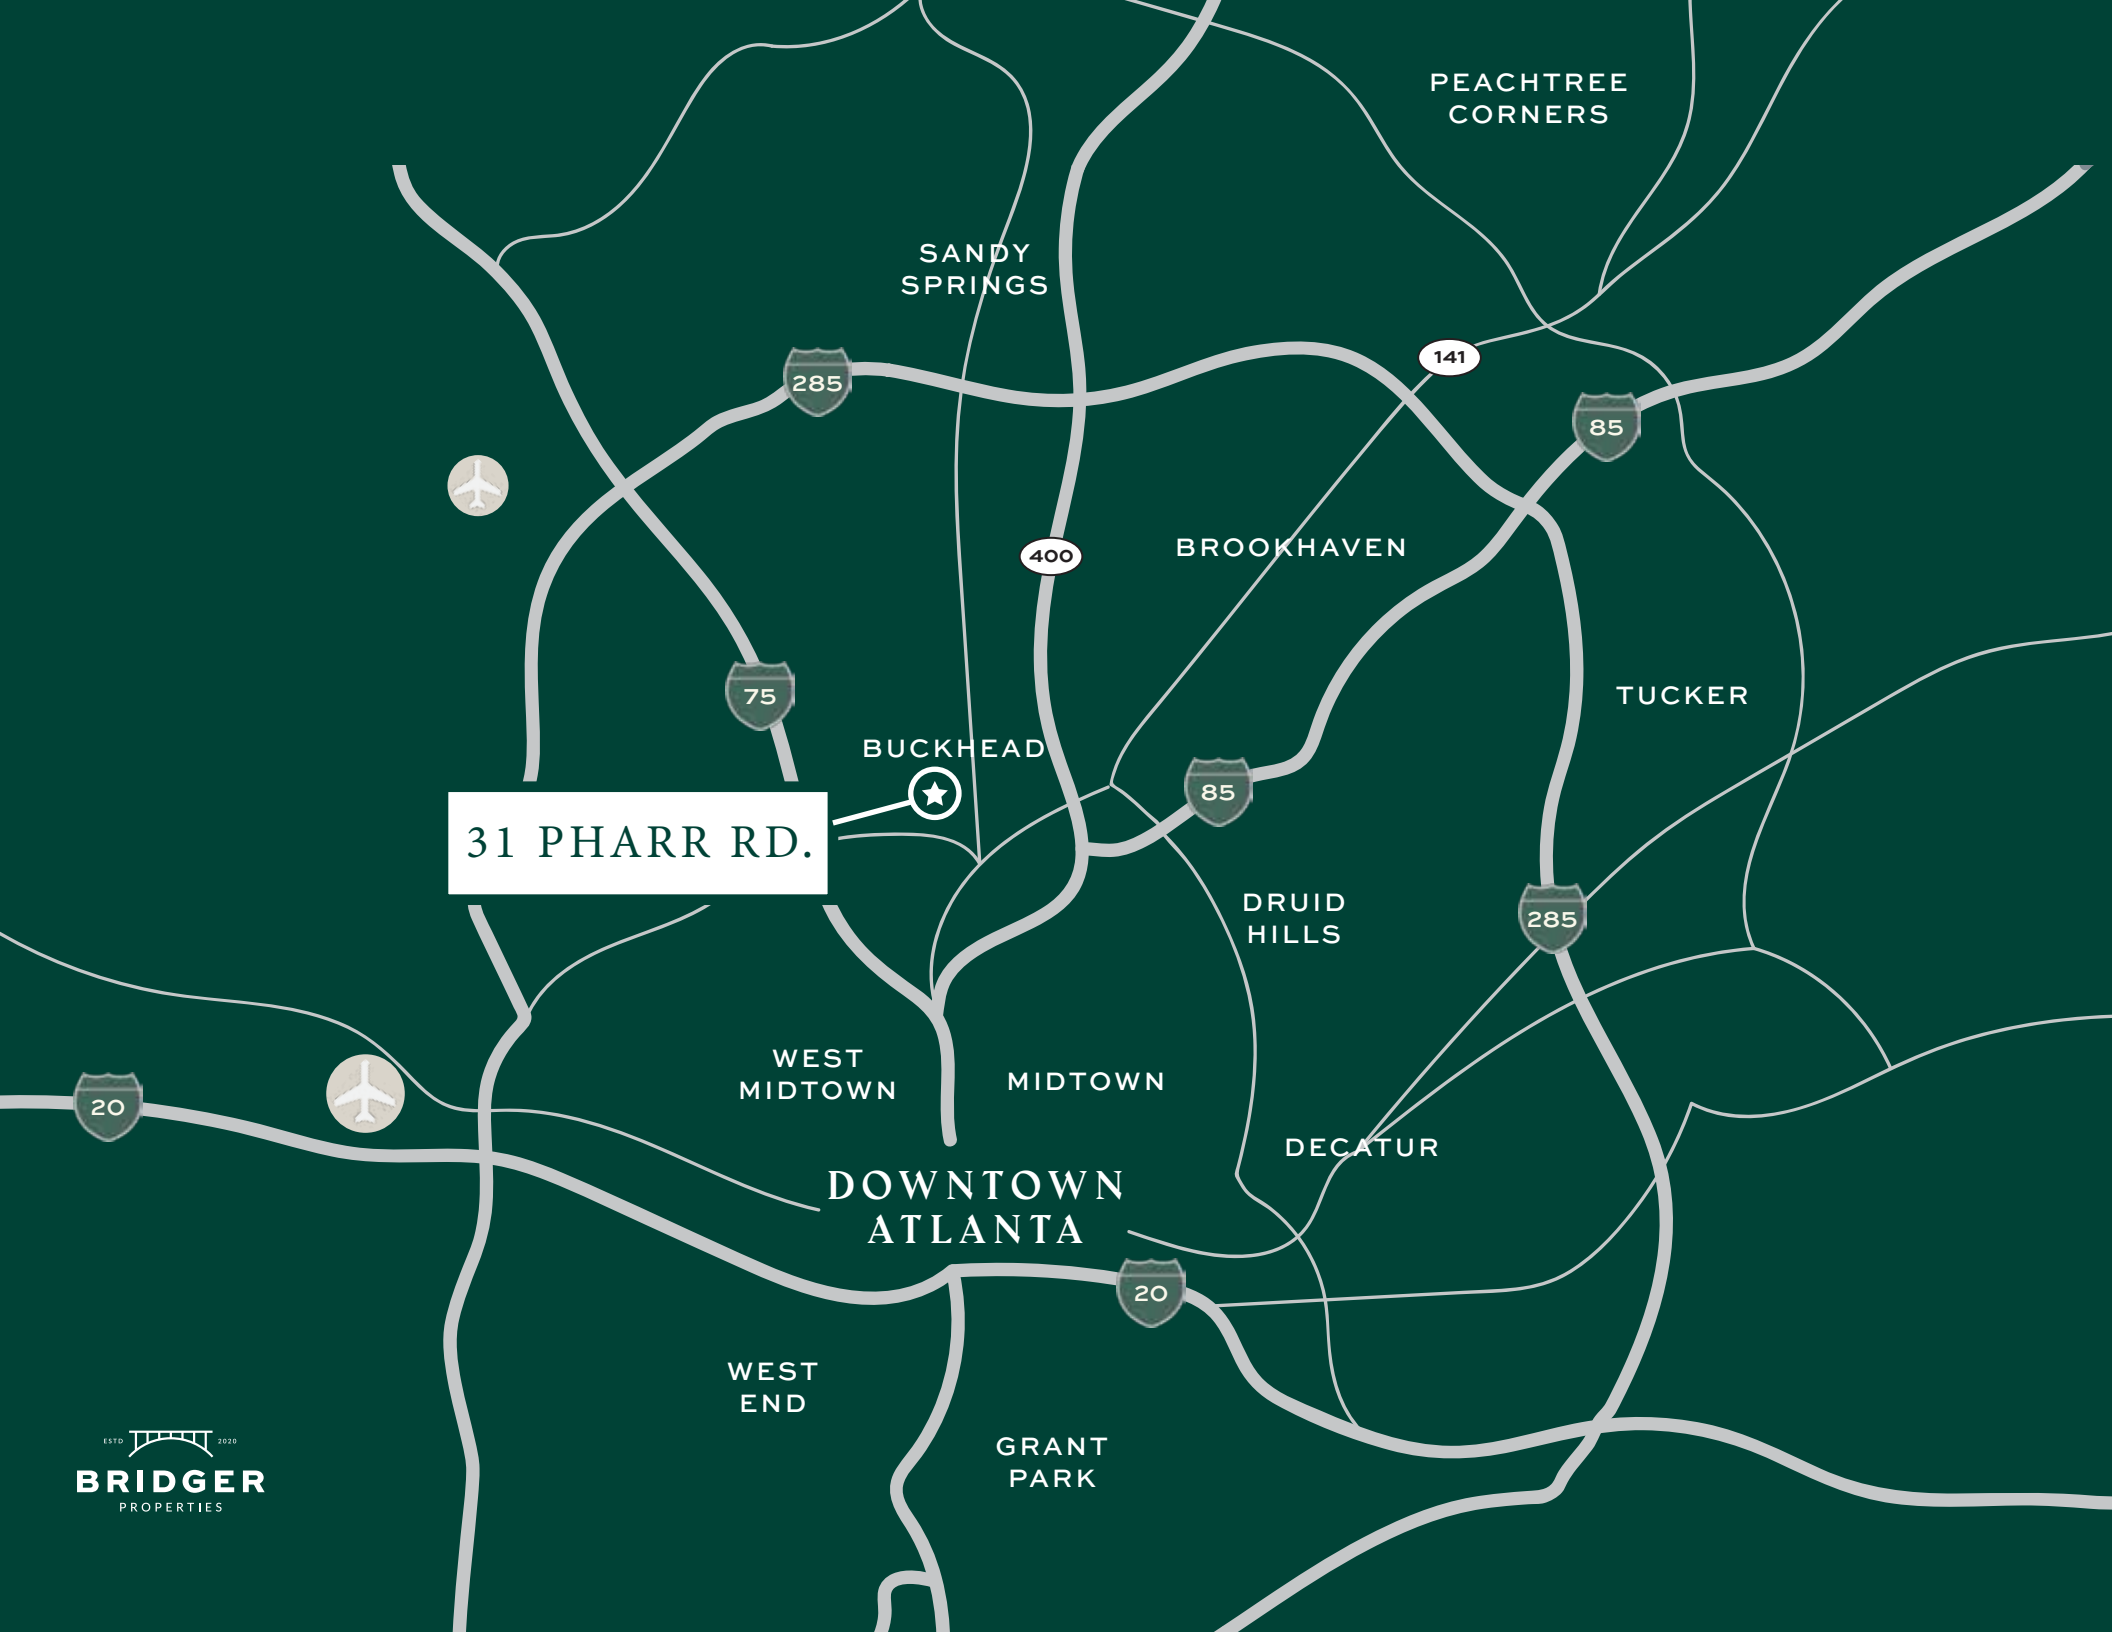 PEACHTREE
CORNERS
SANDY
SPRINGS
141
285
85
BROOKHAVEN
400
75
TUCKER
BUCKHEAD
85
31 PHARR RD.
DRUID
HILLS
285
WEST
MIDTOWN
MIDTOWN
20
DECATUR
DOWNTOWN
ATLANTA
20
WEST
END
GRANT
PARK
ESTD 2020
BRIDGER
PROPERTIES